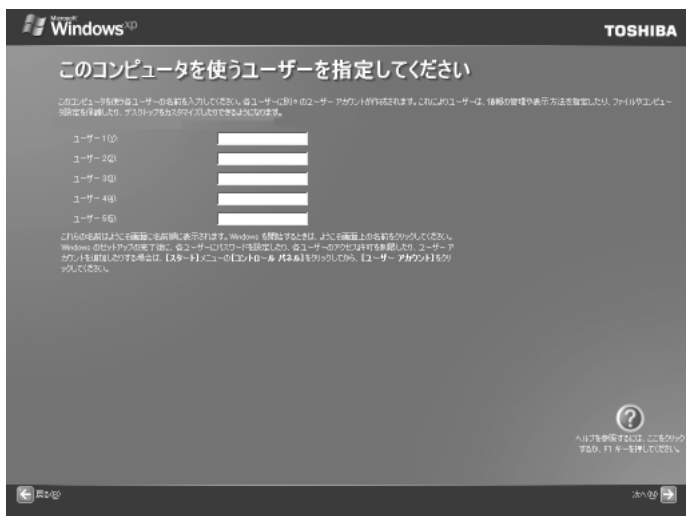 Microsoft
Windows xp
TOSHIBA
このコンピュータを使うユーザーを指定してください
このコンピュータを使う各ユーザーの名前を入力してください。各ユーザーに別々のユーザー アカウントが作成されます。これによりユーザーは、情報の管理や表示方法を指定したり、ファイルやコンピュー
タ設定を保護したり、デスクトップをカスタマイズしたりできるようになります。
ユーザー 1(Y):
ユーザー 2(2):
ユーザー 3(3):
ユーザー 4(4):
ユーザー 5(5):
これらの名前はようこそ画面に名前順に表示されます。Windows を開始するときは、ようこそ画面上の名前をクリックしてください。
Windows のセットアップの完了後に、各ユーザーにパスワードを設定したり、各ユーザーのアクセス許可を制限したり、ユーザー ア
カウントを追加したりする場合は、[スタート] メニューの [コントロール パネル] をクリックしてから、[ユーザー アカウント] をクリ
ックしてください。
ヘルプを参照するには、ここをクリック
するか、F1 キーを押してください。
戻る(B)
次へ(N)